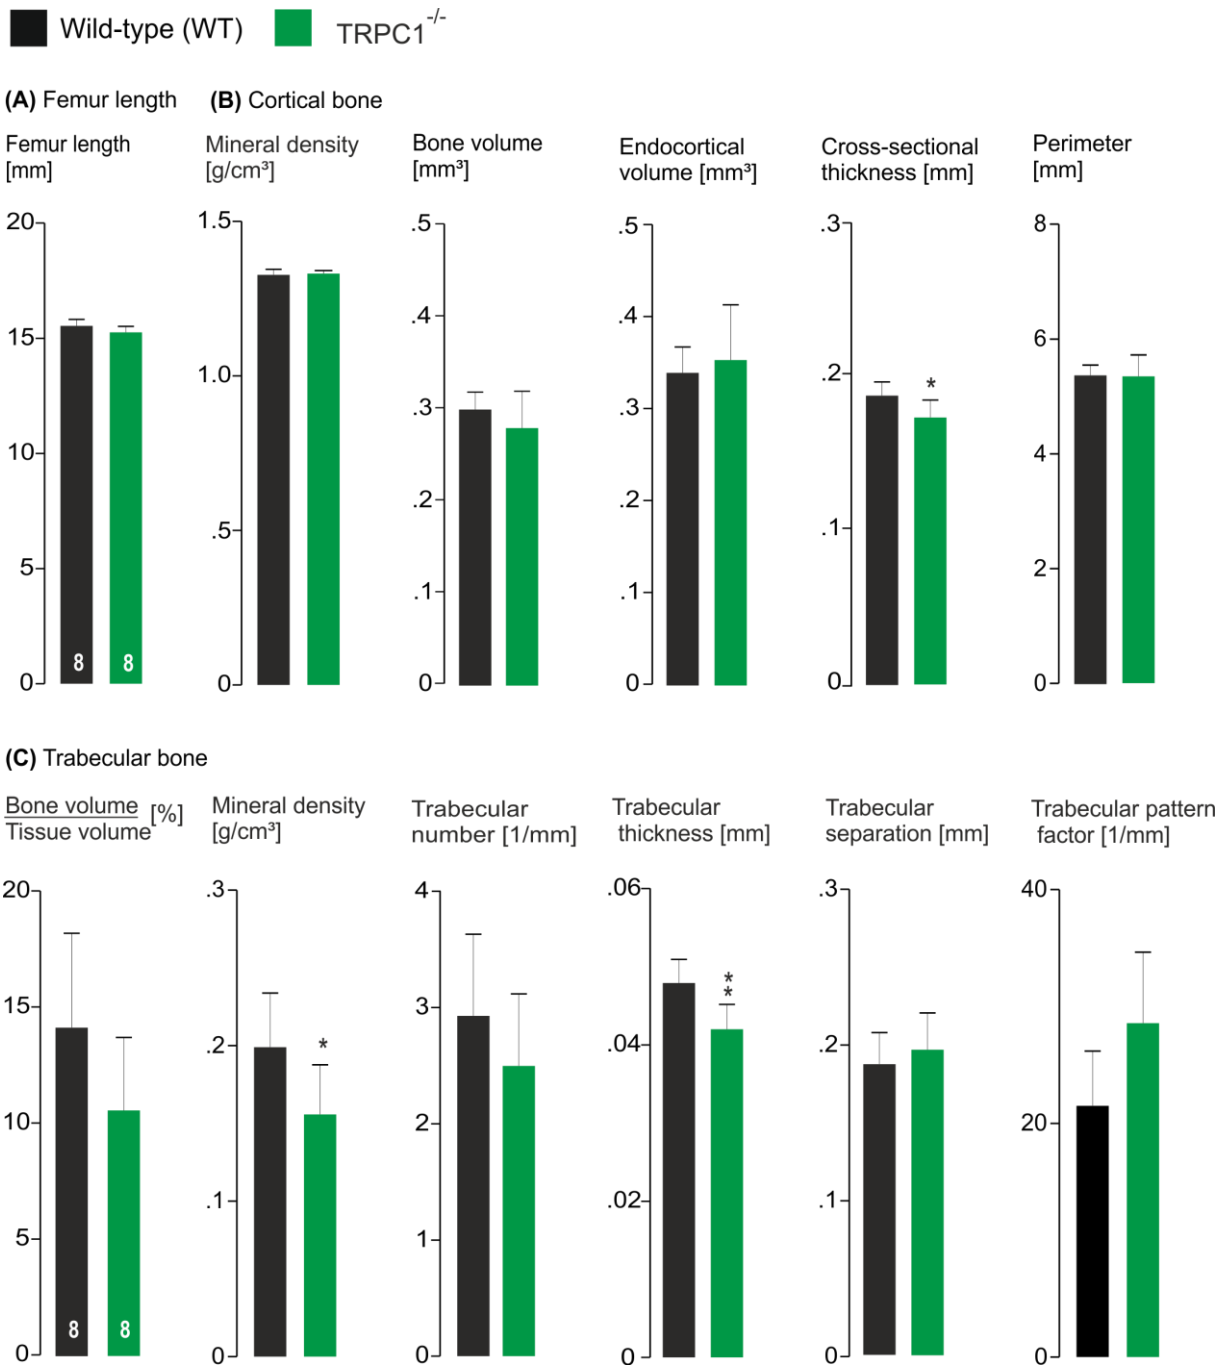 Wild-type (WT) TRPC1-/-
(A) Femur length (B) Cortical bone
Femur length
[mm]
Mineral density
[g/cm³]
Bone volume
[mm³]
Endocortical
volume [mm³]
Cross-sectional
thickness [mm]
Perimeter
[mm]
20
15
10
5
0
8 8
1.5
1.0
.5
0
.5
.4
.3
.2
.1
0
.5
.4
.3
.2
.1
0
.3
.2
.1
0
*
8
6
4
2
0
(C) Trabecular bone
Bone volume
Tissue volume [%]
Mineral density
[g/cm³]
Trabecular
number [1/mm]
Trabecular
thickness [mm]
Trabecular
separation [mm]
Trabecular pattern
factor [1/mm]
20
15
10
5
0
8 8
.3
.2
.1
0
*
4
3
2
1
0
.06
.04
.02
0
*
*
.3
.2
.1
0
40
20
0